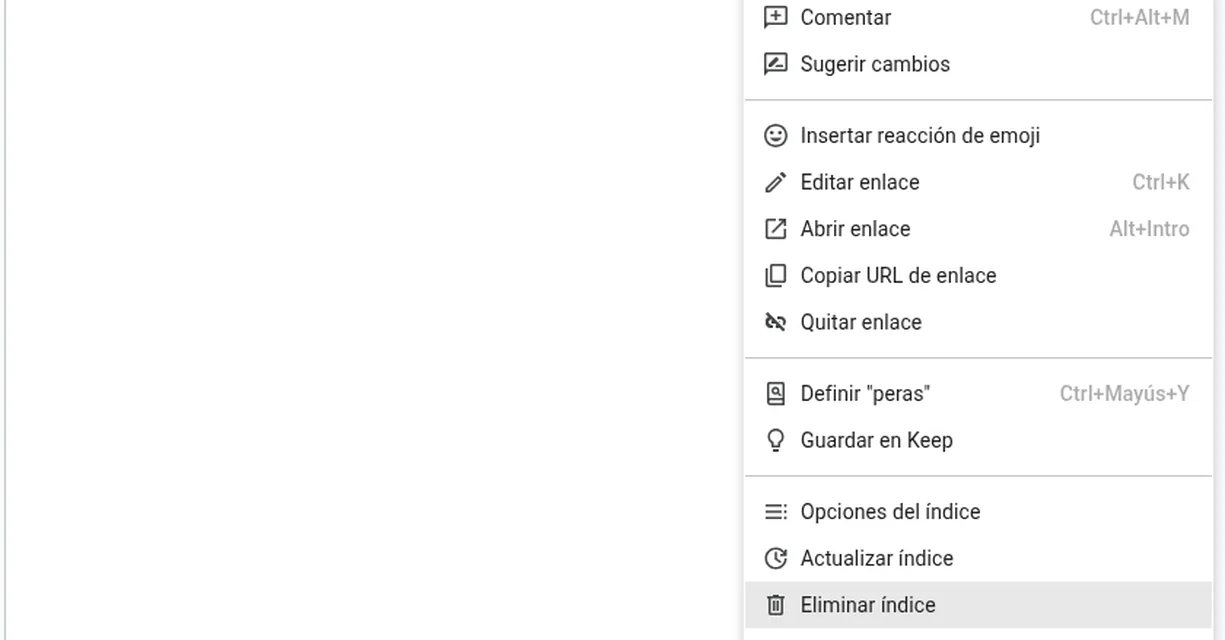 Comentar Ctrl+Alt+M
Sugerir cambios
Insertar reacción de emoji
Editar enlace Ctrl+K
Abrir enlace Alt+Intro
Copiar URL de enlace
Quitar enlace
Definir "peras" Ctrl+Mayús+Y
Guardar en Keep
Opciones del índice
Actualizar índice
Eliminar índice